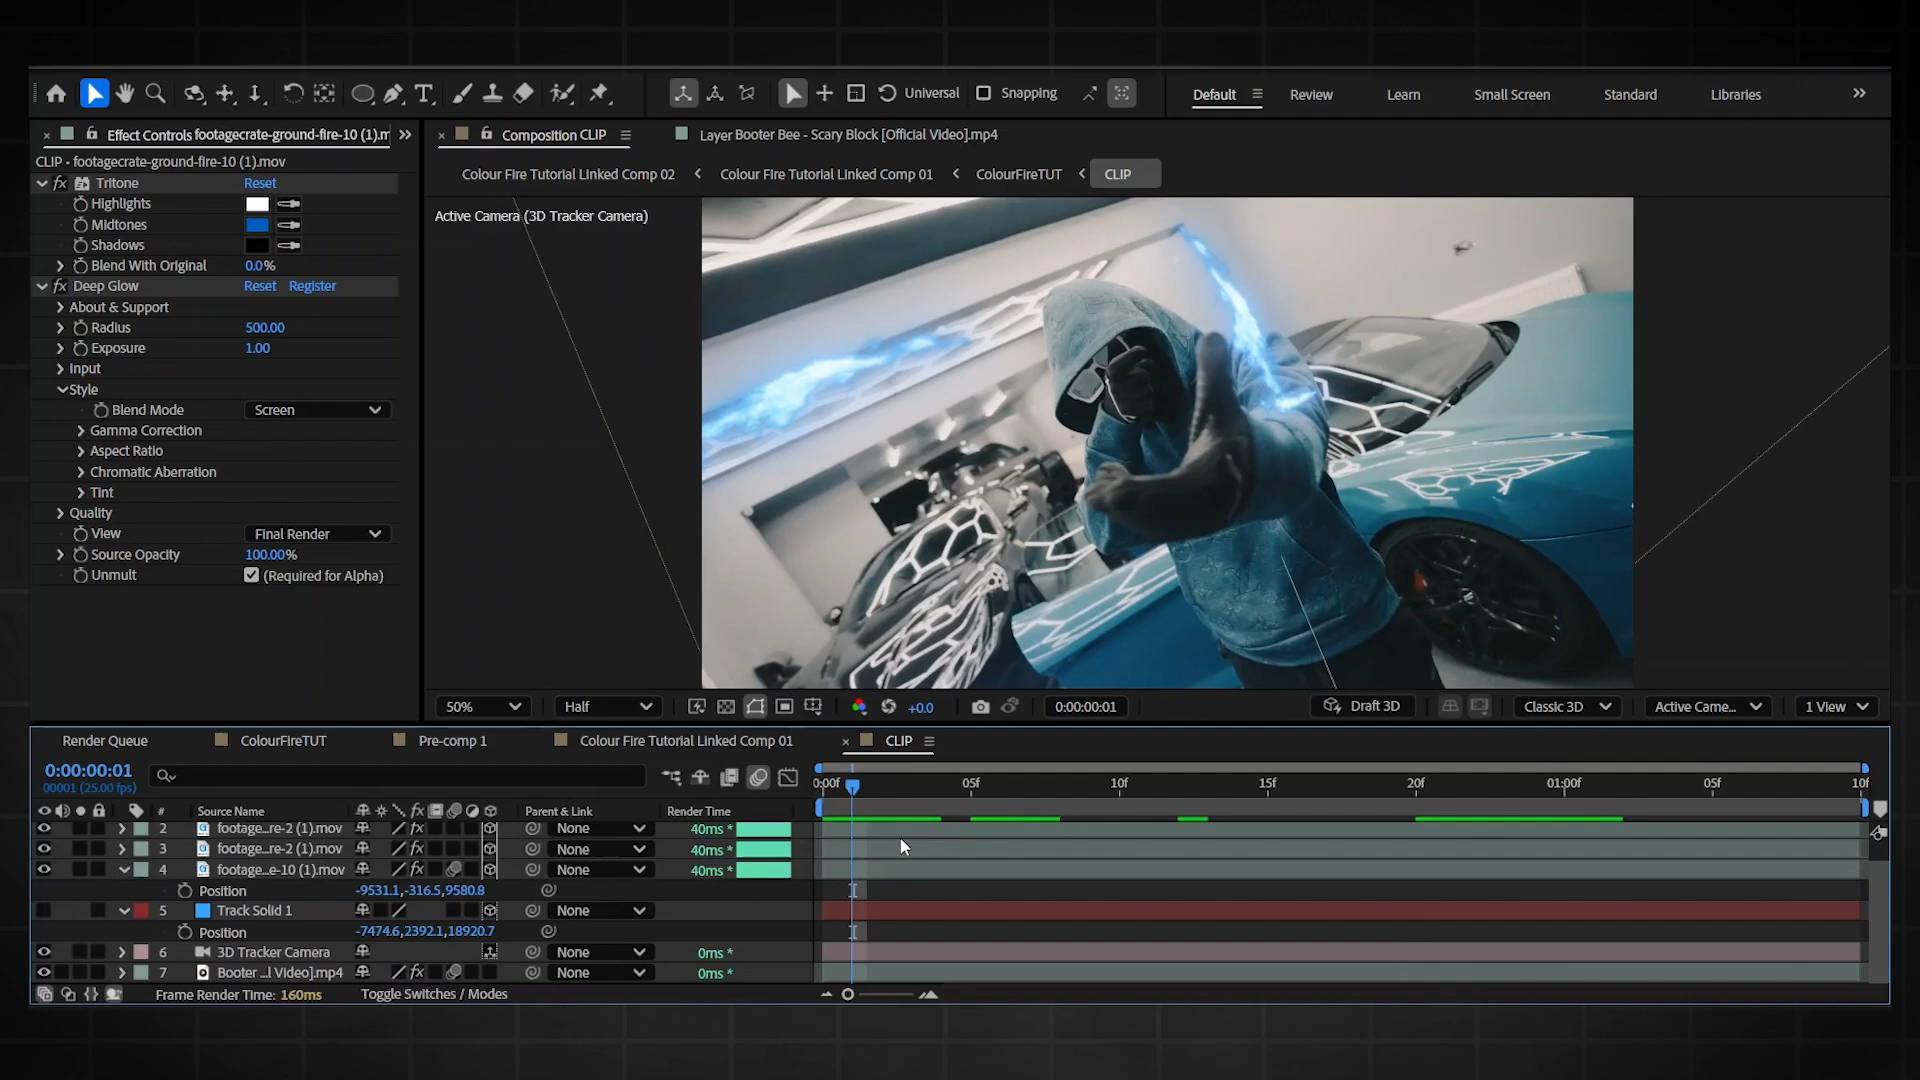 Universal
Snapping
Default
Review
Learn
Small Screen
Standard
Libraries
Effect Controls footagecrate-ground-fire-10 (1).m
Composition CLIP
Layer Booter Bee - Scary Block [Official Video].mp4
CLIP • footagecrate-ground-fire-10 (1).mov
Colour Fire Tutorial Linked Comp 02
Colour Fire Tutorial Linked Comp 01
ColourFireTUT
CLIP
fx Tritone Reset
Highlights
Midtones
Shadows
Blend With Original 0.0%
fx Deep Glow Reset Register
About & Support
Radius 500.00
Exposure 1.00
Input
Style
Blend Mode Screen
Gamma Correction
Aspect Ratio
Chromatic Aberration
Tint
Quality
View Final Render
Source Opacity 100.00%
Unmult (Required for Alpha)
Active Camera (3D Tracker Camera)
50%
Half
+0.0
0:00:00:01
Draft 3D
Classic 3D
Active Came...
1 View
Render Queue
ColourFireTUT
Pre-comp 1
Colour Fire Tutorial Linked Comp 01
CLIP
0:00:00:01
00001 (25.00 fps)
0:00f 05f 10f 15f 20f 01:00f 05f 10f
# Source Name fx Parent & Link Render Time
2 footage...re-2 (1).mov fx None 40ms *
3 footage...re-2 (1).mov fx None 40ms *
4 footage...e-10 (1).mov fx None 40ms *
Position -9531.1,-316.5,9580.8
5 Track Solid 1 None
Position -7474.6,2392.1,18920.7
6 3D Tracker Camera None 0ms *
7 Booter ...l Video].mp4 fx None 0ms *
Frame Render Time: 160ms
Toggle Switches / Modes